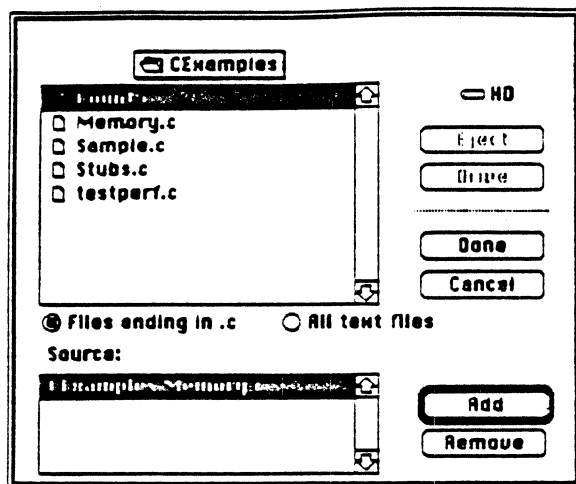 CExamples
Memory.c
Sample.c
Stubs.c
testperf.c
HD
Eject
Drive
Done
Cancel
Files ending in .c
All text files
Source:
Add
Remove